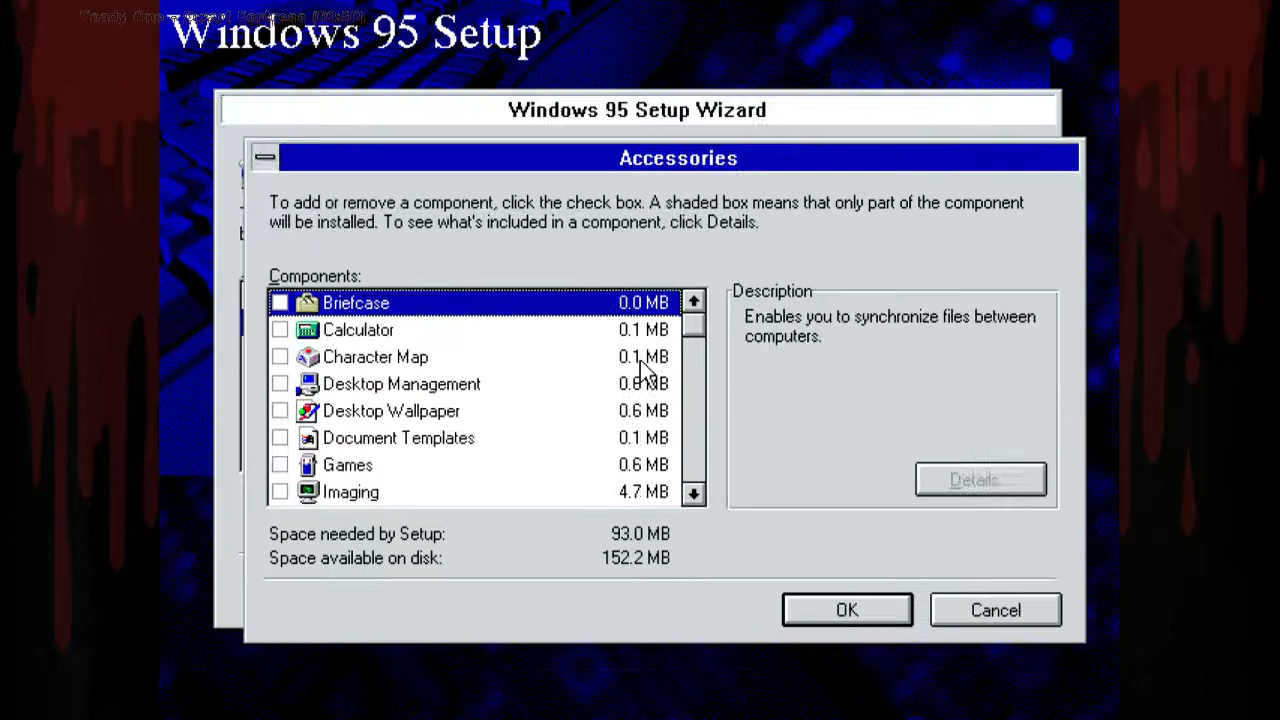 Windows 95 Setup
Windows 95 Setup Wizard
Accessories
To add or remove a component, click the check box. A shaded box means that only part of the component
will be installed. To see what's included in a component, click Details.
Components:
Briefcase 0.0 MB
Calculator 0.1 MB
Character Map 0.1 MB
Desktop Management MB
Desktop Wallpaper 0.6 MB
Document Templates 0.1 MB
Games 0.6 MB
Imaging 4.7 MB
Description
Enables you to synchronize files between
computers.
Details...
Space needed by Setup: 93.0 MB
Space available on disk: 152.2 MB
OK Cancel